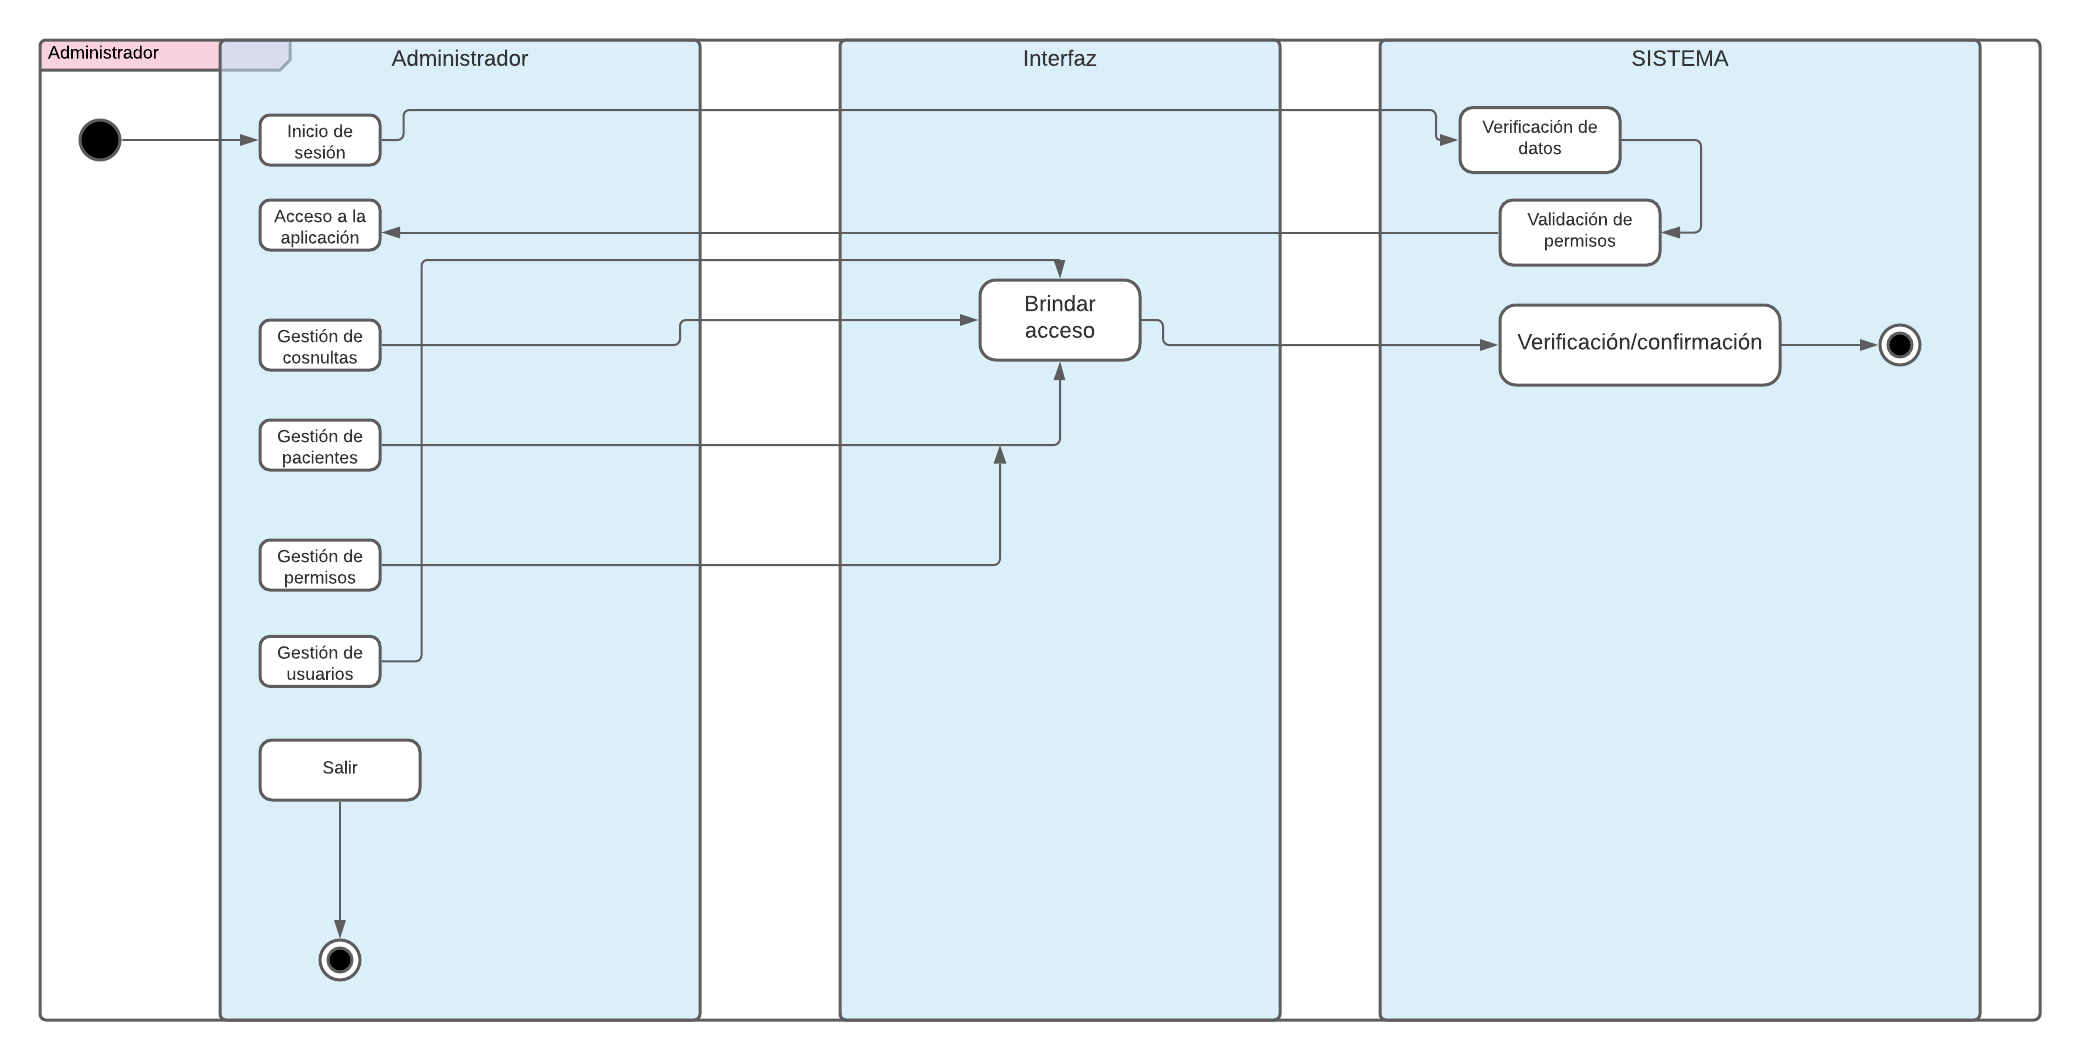 Administrador
Administrador
Interfaz
SISTEMA
Inicio de
sesión
Verificación de
datos
Acceso a la
aplicación
Validación de
permisos
Brindar
acceso
Gestión de
cosnultas
Verificación/confirmación
Gestión de
pacientes
Gestión de
permisos
Gestión de
usuarios
Salir